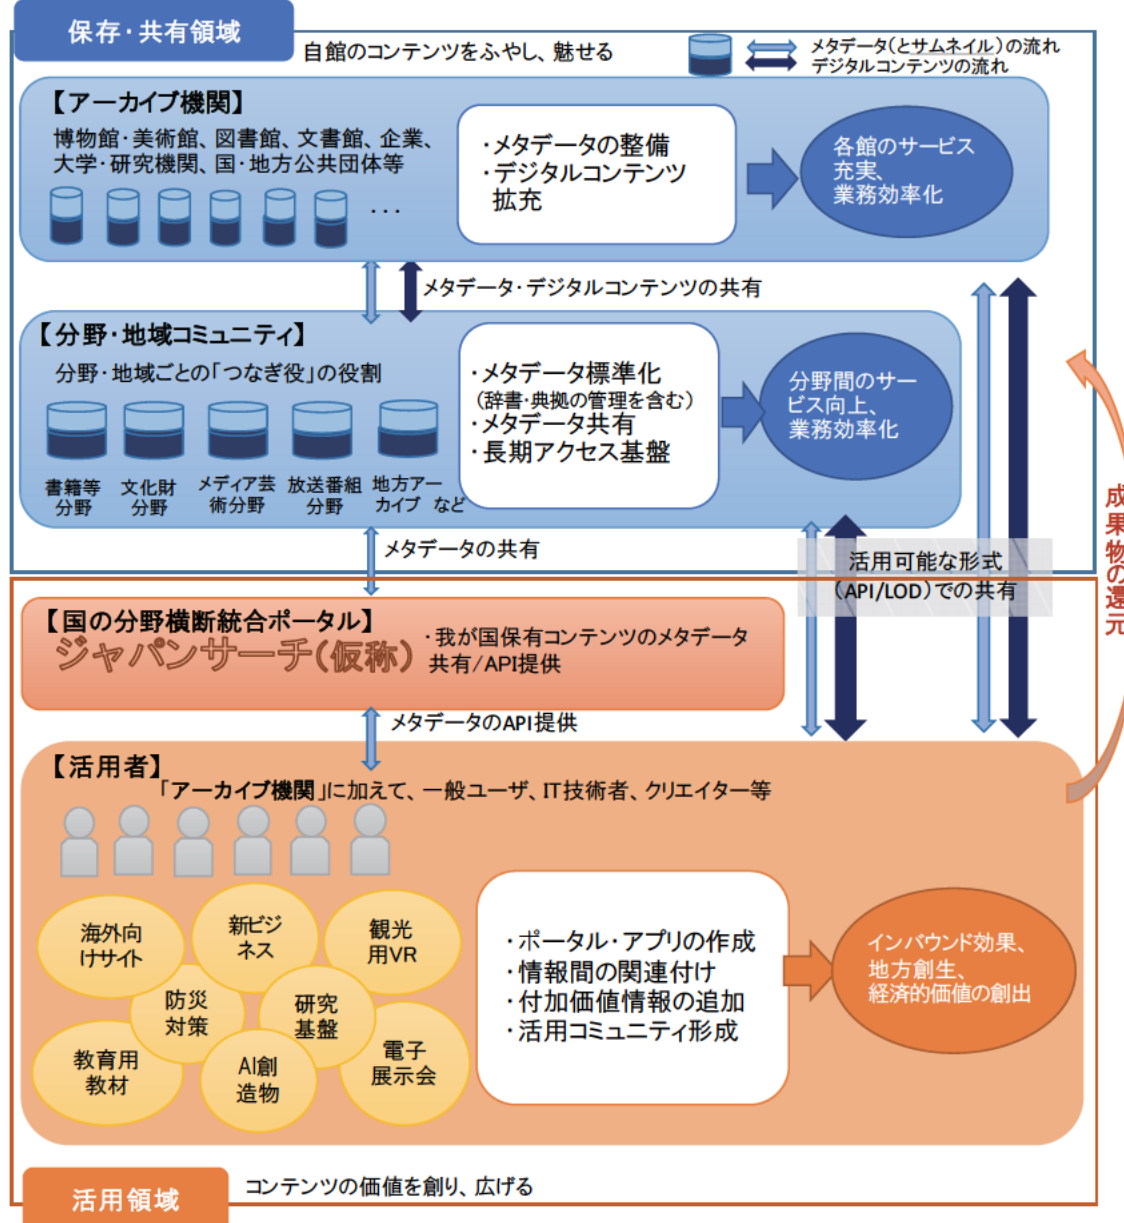 保存・共有領域
自館のコンテンツをふやし、魅せる
メタデータ(とサムネイル)の流れ
デジタルコンテンツの流れ
【アーカイブ機関】
博物館・美術館、図書館、文書館、企業、
大学・研究機関、国・地方公共団体等
・・・
・メタデータの整備
・デジタルコンテンツ
拡充
各館のサービス
充実、
業務効率化
メタデータ・デジタルコンテンツの共有
【分野・地域コミュニティ】
分野・地域ごとの「つなぎ役」の役割
書籍等
分野
文化財
分野
メディア芸
術分野
放送番組
分野
地方アー
カイブ など
・メタデータ標準化
(辞書・典拠の管理を含む)
・メタデータ共有
・長期アクセス基盤
分野間のサー
ビス向上、
業務効率化
メタデータの共有
活用可能な形式
(API/LOD)での共有
成果物の還元
【国の分野横断統合ポータル】
ジャパンサーチ(仮称)
・我が国保有コンテンツのメタデータ
共有/API提供
メタデータのAPI提供
【活用者】
「アーカイブ機関」に加えて、一般ユーザ、IT技術者、クリエイター等
海外向
けサイト
新ビジ
ネス
観光
用VR
防災
対策
研究
基盤
教育用
教材
AI創
造物
電子
展示会
・ポータル・アプリの作成
・情報間の関連付け
・付加価値情報の追加
・活用コミュニティ形成
インバウンド効果、
地方創生、
経済的価値の創出
活用領域
コンテンツの価値を創り、広げる